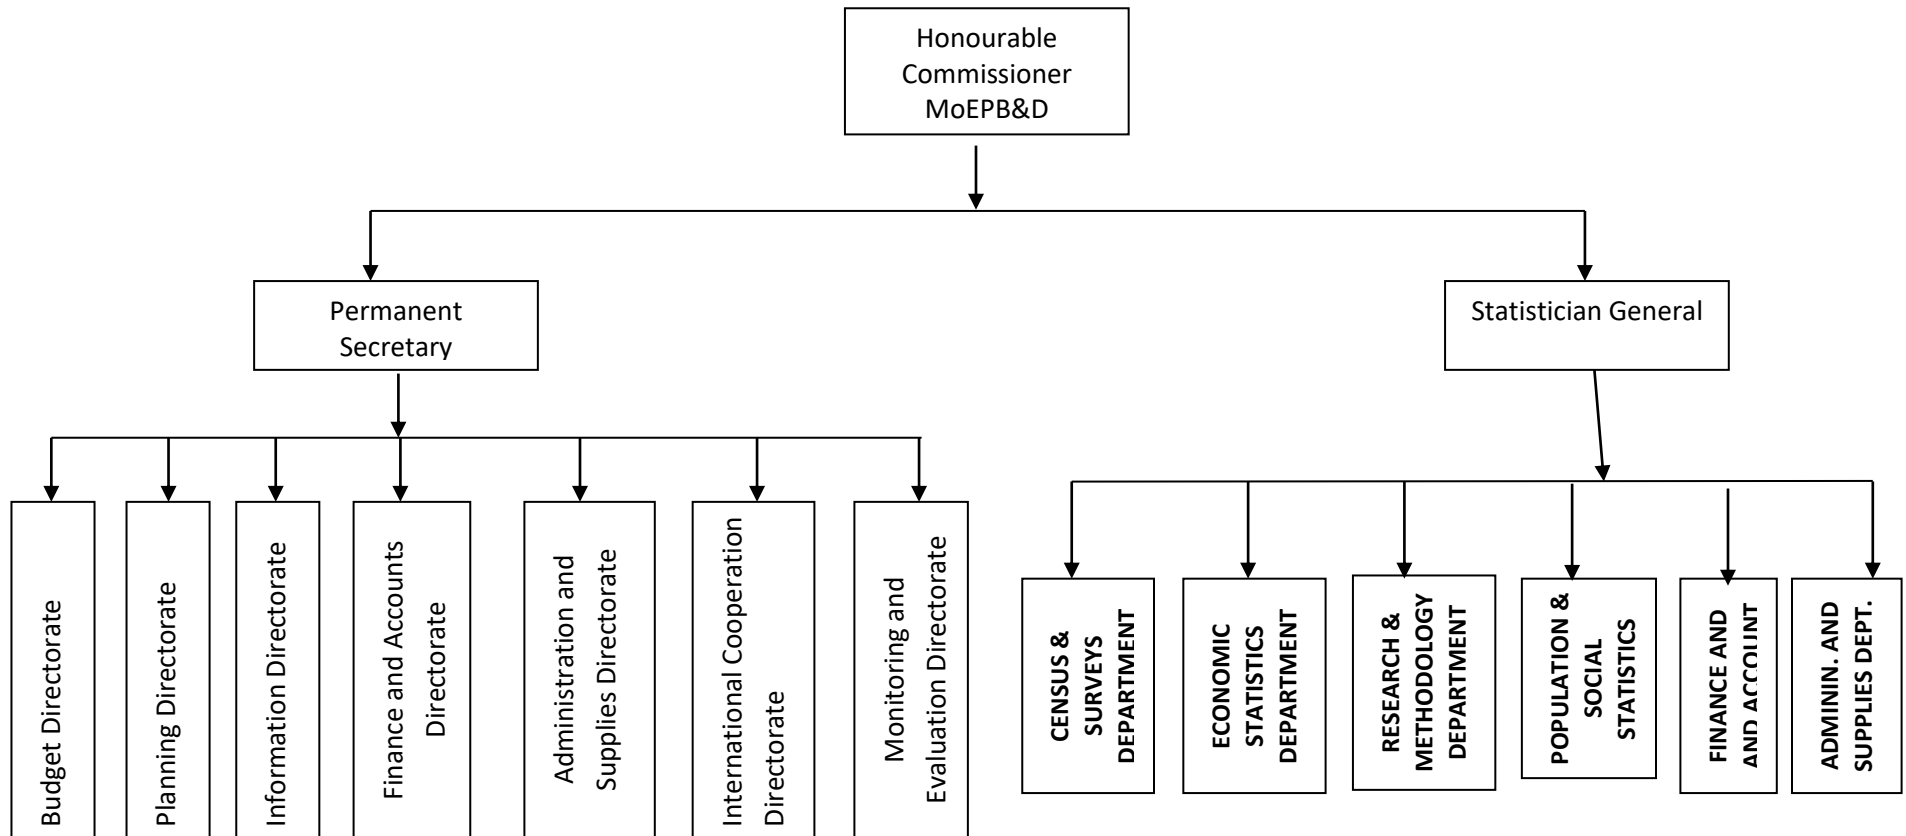 Honourable
Commissioner
MoEPB&D
Permanent
Secretary
Statistician General
Budget Directorate
Planning Directorate
Information Directorate
Finance and Accounts
Directorate
Administration and
Supplies Directorate
International Cooperation
Directorate
Monitoring and
Evaluation Directorate
CENSUS &
SURVEYS
DEPARTMENT
ECONOMIC
STATISTICS
DEPARTMENT
RESEARCH &
METHODOLOGY
DEPARTMENT
POPULATION &
SOCIAL
STATISTICS
FINANCE AND
AND ACCOUNT
ADMININ. AND
SUPPLIES DEPT.